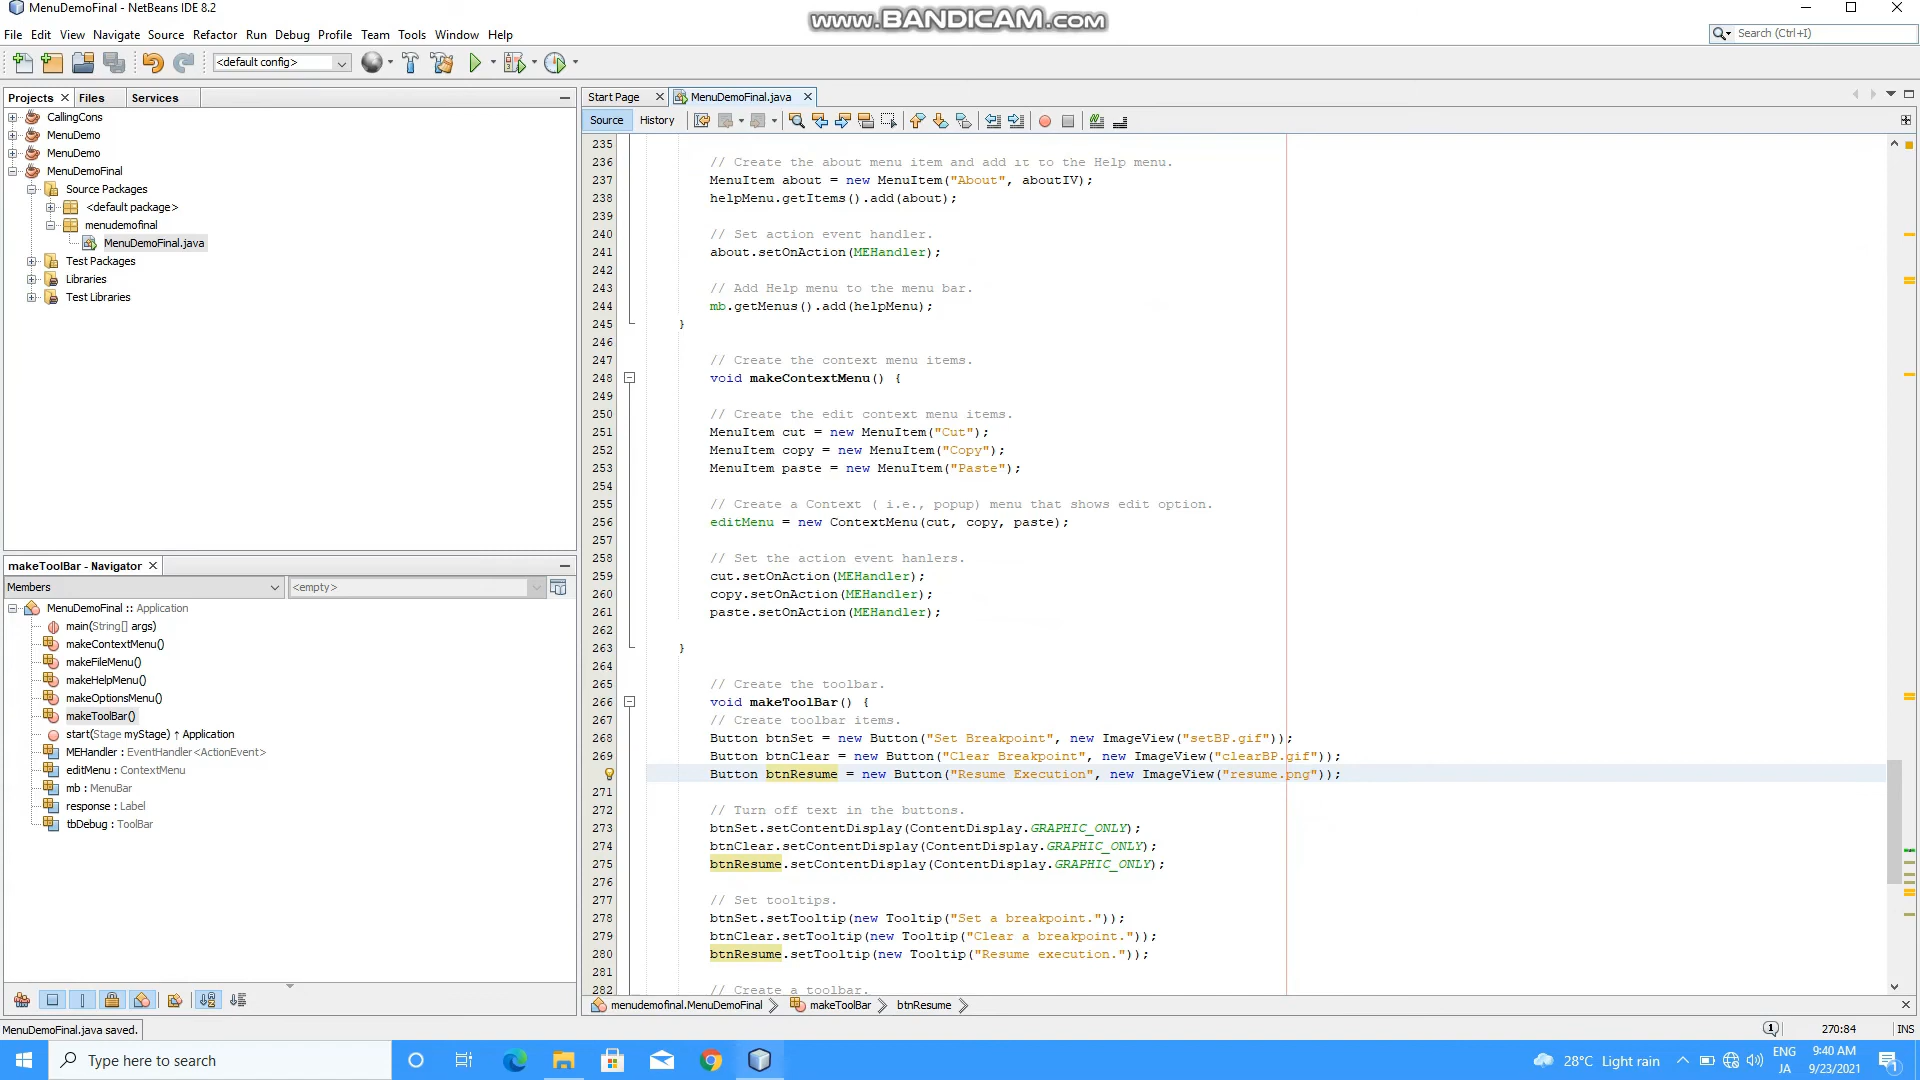 MenuDemoFinal - NetBeans IDE 8.2
www.BANDICAM.com
File Edit View Navigate Source Refactor Run Debug Profile Team Tools Window Help
Search (Ctrl+I)
<default config>
Projects Files Services
CallingCons
MenuDemo
MenuDemo
MenuDemoFinal
Source Packages
<default package>
menudemofinal
MenuDemoFinal.java
Test Packages
Libraries
Test Libraries
makeToolBar - Navigator
Members
<empty>
MenuDemoFinal :: Application
main(String[] args)
makeContextMenu()
makeFileMenu()
makeHelpMenu()
makeOptionsMenu()
makeToolBar()
start(Stage myStage) ↑ Application
MEHandler : EventHandler<ActionEvent>
editMenu : ContextMenu
mb : MenuBar
response : Label
tbDebug : ToolBar
MenuDemoFinal.java saved.
Start Page MenuDemoFinal.java
Source History
235
236 // Create the about menu item and add it to the Help menu.
237 MenuItem about = new MenuItem("About", aboutIV);
238 helpMenu.getItems().add(about);
239
240 // Set action event handler.
241 about.setOnAction(MEHandler);
242
243 // Add Help menu to the menu bar.
244 mb.getMenus().add(helpMenu);
245 }
246
247 // Create the context menu items.
248 void makeContextMenu() {
249
250 // Create the edit context menu items.
251 MenuItem cut = new MenuItem("Cut");
252 MenuItem copy = new MenuItem("Copy");
253 MenuItem paste = new MenuItem("Paste");
254
255 // Create a Context ( i.e., popup) menu that shows edit option.
256 editMenu = new ContextMenu(cut, copy, paste);
257
258 // Set the action event hanlers.
259 cut.setOnAction(MEHandler);
260 copy.setOnAction(MEHandler);
261 paste.setOnAction(MEHandler);
262
263 }
264
265 // Create the toolbar.
266 void makeToolBar() {
267 // Create toolbar items.
268 Button btnSet = new Button("Set Breakpoint", new ImageView("setBP.gif"));
269 Button btnClear = new Button("Clear Breakpoint", new ImageView("clearBP.gif"));
Button btnResume = new Button("Resume Execution", new ImageView("resume.png"));
271
272 // Turn off text in the buttons.
273 btnSet.setContentDisplay(ContentDisplay.GRAPHIC_ONLY);
274 btnClear.setContentDisplay(ContentDisplay.GRAPHIC_ONLY);
275 btnResume.setContentDisplay(ContentDisplay.GRAPHIC_ONLY);
276
277 // Set tooltips.
278 btnSet.setTooltip(new Tooltip("Set a breakpoint."));
279 btnClear.setTooltip(new Tooltip("Clear a breakpoint."));
280 btnResume.setTooltip(new Tooltip("Resume execution."));
281
282 // Create a toolbar.
menudemofinal.MenuDemoFinal makeToolBar btnResume
1 270:84 INS
Type here to search
28°C Light rain
ENG
JA
9:40 AM
9/23/2021
1